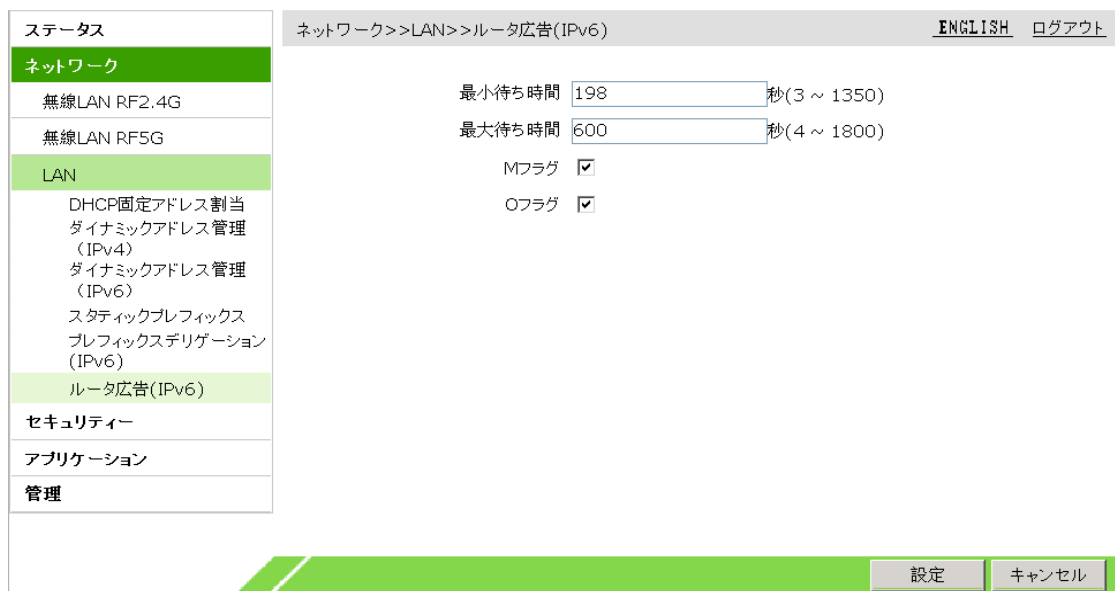 ステータス
ネットワーク>>LAN>>ルータ広告(IPv6)
ENGLISH ログアウト
ネットワーク
無線LAN RF2.4G
無線LAN RF5G
LAN
DHCP固定アドレス割当
ダイナミックアドレス管理
(IPv4)
ダイナミックアドレス管理
(IPv6)
スタティックプレフィックス
プレフィックスデリゲーション
(IPv6)
ルータ広告(IPv6)
セキュリティー
アプリケーション
管理
最小待ち時間 198 秒(3 ~ 1350)
最大待ち時間 600 秒(4 ~ 1800)
Mフラグ
Oフラグ
設定 キャンセル